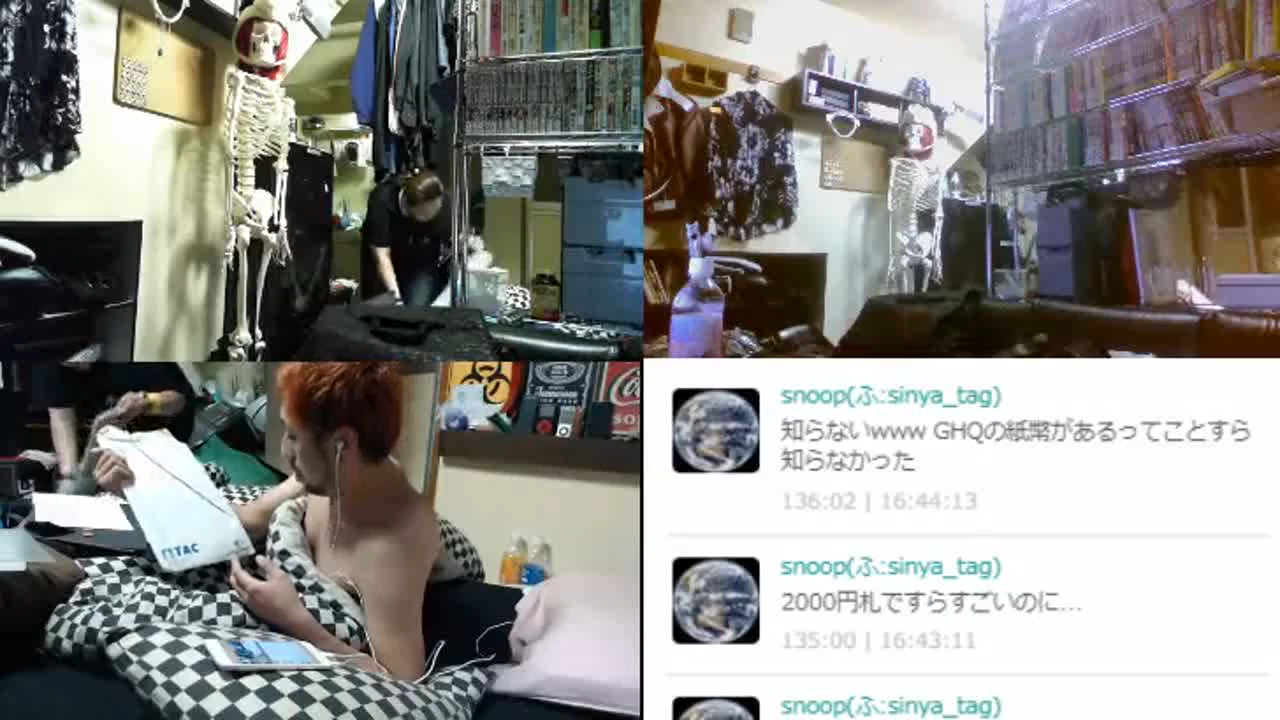 TAC
Coca
snoop(ふ:sinya_tag)
知らないwww GHQの紙幣があるってことすら
知らなかった
136:02 | 16:44:13
snoop(ふ:sinya_tag)
2000円札ですらすごいのに...
135:00 | 16:43:11
snoop(ふ:sinya_tag)